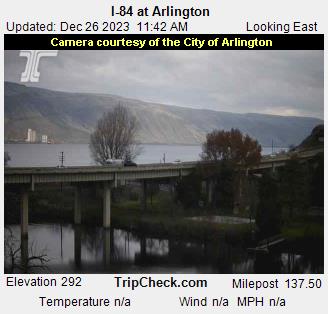 I-84 at Arlington
Updated: Dec 26 2023 11:42 AM Looking East
Camera courtesy of the City of Arlington
Elevation 292 TripCheck.com Milepost 137.50
Temperature n/a Wind n/a MPH n/a